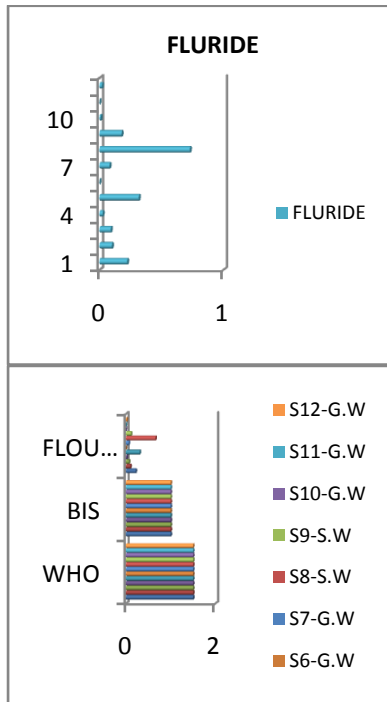 FLURIDE
10
7
4
1
0 1
FLURIDE
FLOU...
BIS
WHO
0 2
S12-G.W
S11-G.W
S10-G.W
S9-S.W
S8-S.W
S7-G.W
S6-G.W